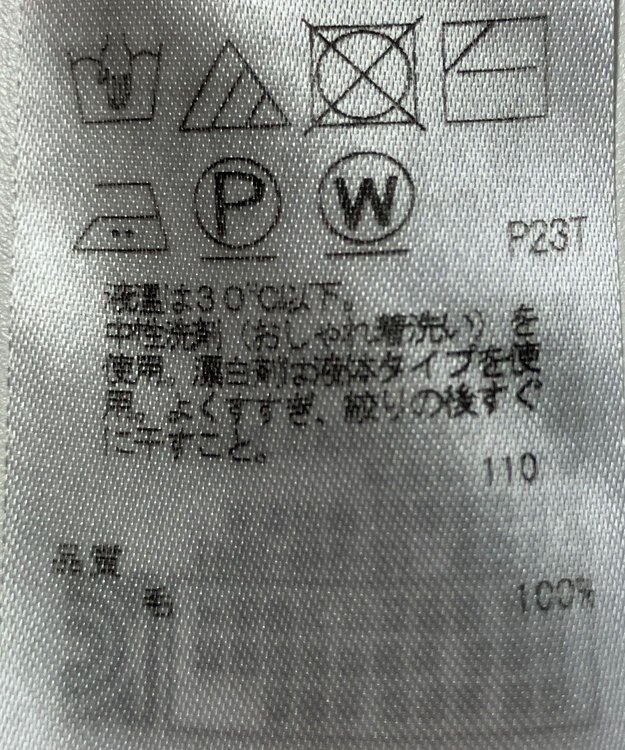 P
W
P23T
液温は30℃以下。
中性洗剤（おしゃれ着洗い）を
使用。漂白剤は液体タイプを使
用。よくすすぎ、絞りの後すぐ
に干すこと。
110
品質
毛 100%